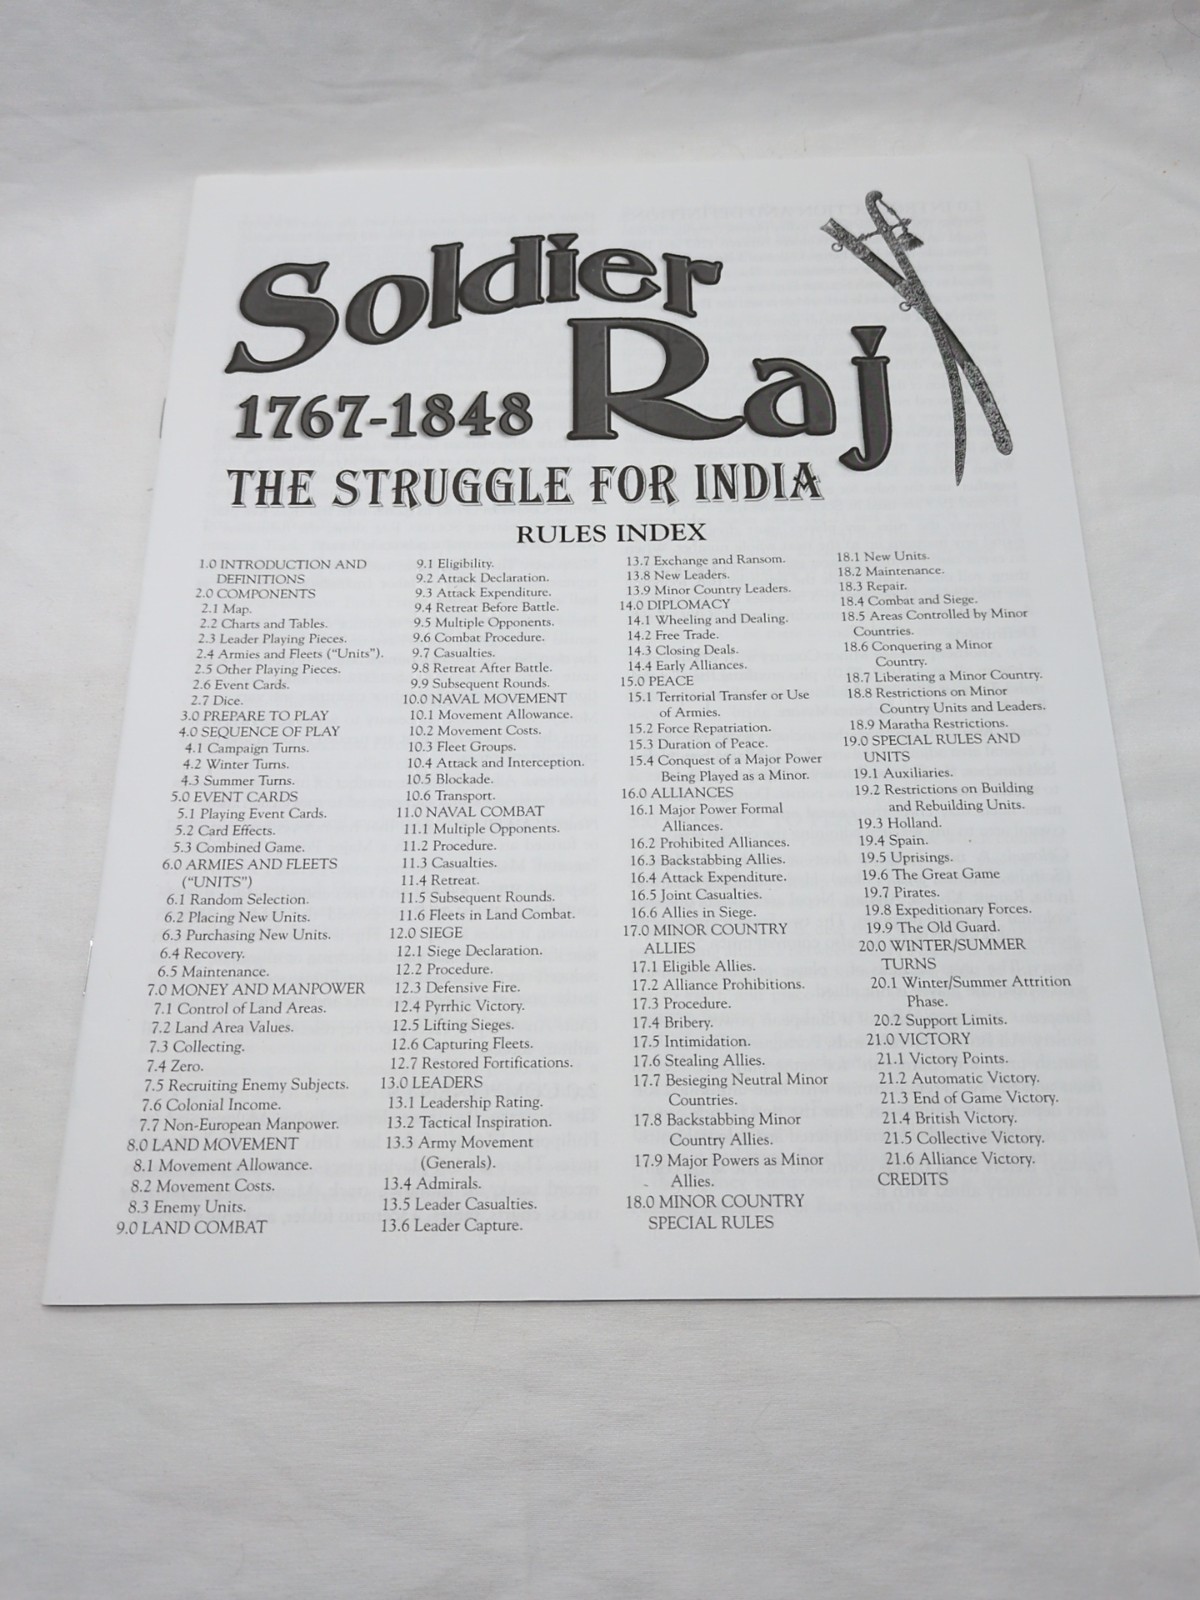 Soldier
Raj
1767-1848
THE STRUGGLE FOR INDIA
RULES INDEX
1.0 INTRODUCTION AND
DEFINITIONS
2.0 COMPONENTS
2.1 Map.
2.2 Charts and Tables.
2.3 Leader Playing Pieces.
2.4 Armies and Fleets (“Units”).
2.5 Other Playing Pieces.
2.6 Event Cards.
2.7 Dice.
3.0 PREPARE TO PLAY
4.0 SEQUENCE OF PLAY
4.1 Campaign Turns.
4.2 Winter Turns.
4.3 Summer Turns.
5.0 EVENT CARDS
5.1 Playing Event Cards.
5.2 Card Effects.
5.3 Combined Game.
6.0 ARMIES AND FLEETS
(“UNITS”)
6.1 Random Selection.
6.2 Placing New Units.
6.3 Purchasing New Units.
6.4 Recovery.
6.5 Maintenance.
7.0 MONEY AND MANPOWER
7.1 Control of Land Areas.
7.2 Land Area Values.
7.3 Collecting.
7.4 Zero.
7.5 Recruiting Enemy Subjects.
7.6 Colonial Income.
7.7 Non-European Manpower.
8.0 LAND MOVEMENT
8.1 Movement Allowance.
8.2 Movement Costs.
8.3 Enemy Units.
9.0 LAND COMBAT
9.1 Eligibility.
9.2 Attack Declaration.
9.3 Attack Expenditure.
9.4 Retreat Before Battle.
9.5 Multiple Opponents.
9.6 Combat Procedure.
9.7 Casualties.
9.8 Retreat After Battle.
9.9 Subsequent Rounds.
10.0 NAVAL MOVEMENT
10.1 Movement Allowance.
10.2 Movement Costs.
10.3 Fleet Groups.
10.4 Attack and Interception.
10.5 Blockade.
10.6 Transport.
11.0 NAVAL COMBAT
11.1 Multiple Opponents.
11.2 Procedure.
11.3 Casualties.
11.4 Retreat.
11.5 Subsequent Rounds.
11.6 Fleets in Land Combat.
12.0 SIEGE
12.1 Siege Declaration.
12.2 Procedure.
12.3 Defensive Fire.
12.4 Pyrrhic Victory.
12.5 Lifting Sieges.
12.6 Capturing Fleets.
12.7 Restored Fortifications.
13.0 LEADERS
13.1 Leadership Rating.
13.2 Tactical Inspiration.
13.3 Army Movement
(Generals).
13.4 Admirals.
13.5 Leader Casualties.
13.6 Leader Capture.
13.7 Exchange and Ransom.
13.8 New Leaders.
13.9 Minor Country Leaders.
14.0 DIPLOMACY
14.1 Wheeling and Dealing.
14.2 Free Trade.
14.3 Closing Deals.
14.4 Early Alliances.
15.0 PEACE
15.1 Territorial Transfer or Use
of Armies.
15.2 Force Repatriation.
15.3 Duration of Peace.
15.4 Conquest of a Major Power
Being Played as a Minor.
16.0 ALLIANCES
16.1 Major Power Formal
Alliances.
16.2 Prohibited Alliances.
16.3 Backstabbing Allies.
16.4 Attack Expenditure.
16.5 Joint Casualties.
16.6 Allies in Siege.
17.0 MINOR COUNTRY
ALLIES
17.1 Eligible Allies.
17.2 Alliance Prohibitions.
17.3 Procedure.
17.4 Bribery.
17.5 Intimidation.
17.6 Stealing Allies.
17.7 Besieging Neutral Minor
Countries.
17.8 Backstabbing Minor
Country Allies.
17.9 Major Powers as Minor
Allies.
18.0 MINOR COUNTRY
SPECIAL RULES
18.1 New Units.
18.2 Maintenance.
18.3 Repair.
18.4 Combat and Siege.
18.5 Areas Controlled by Minor
Countries.
18.6 Conquering a Minor
Country.
18.7 Liberating a Minor Country.
18.8 Restrictions on Minor
Country Units and Leaders.
18.9 Maratha Restrictions.
19.0 SPECIAL RULES AND
UNITS
19.1 Auxiliaries.
19.2 Restrictions on Building
and Rebuilding Units.
19.3 Holland.
19.4 Spain.
19.5 Uprisings.
19.6 The Great Game
19.7 Pirates.
19.8 Expeditionary Forces.
19.9 The Old Guard.
20.0 WINTER/SUMMER
TURNS
20.1 Winter/Summer Attrition
Phase.
20.2 Support Limits.
21.0 VICTORY
21.1 Victory Points.
21.2 Automatic Victory.
21.3 End of Game Victory.
21.4 British Victory.
21.5 Collective Victory.
21.6 Alliance Victory.
CREDITS